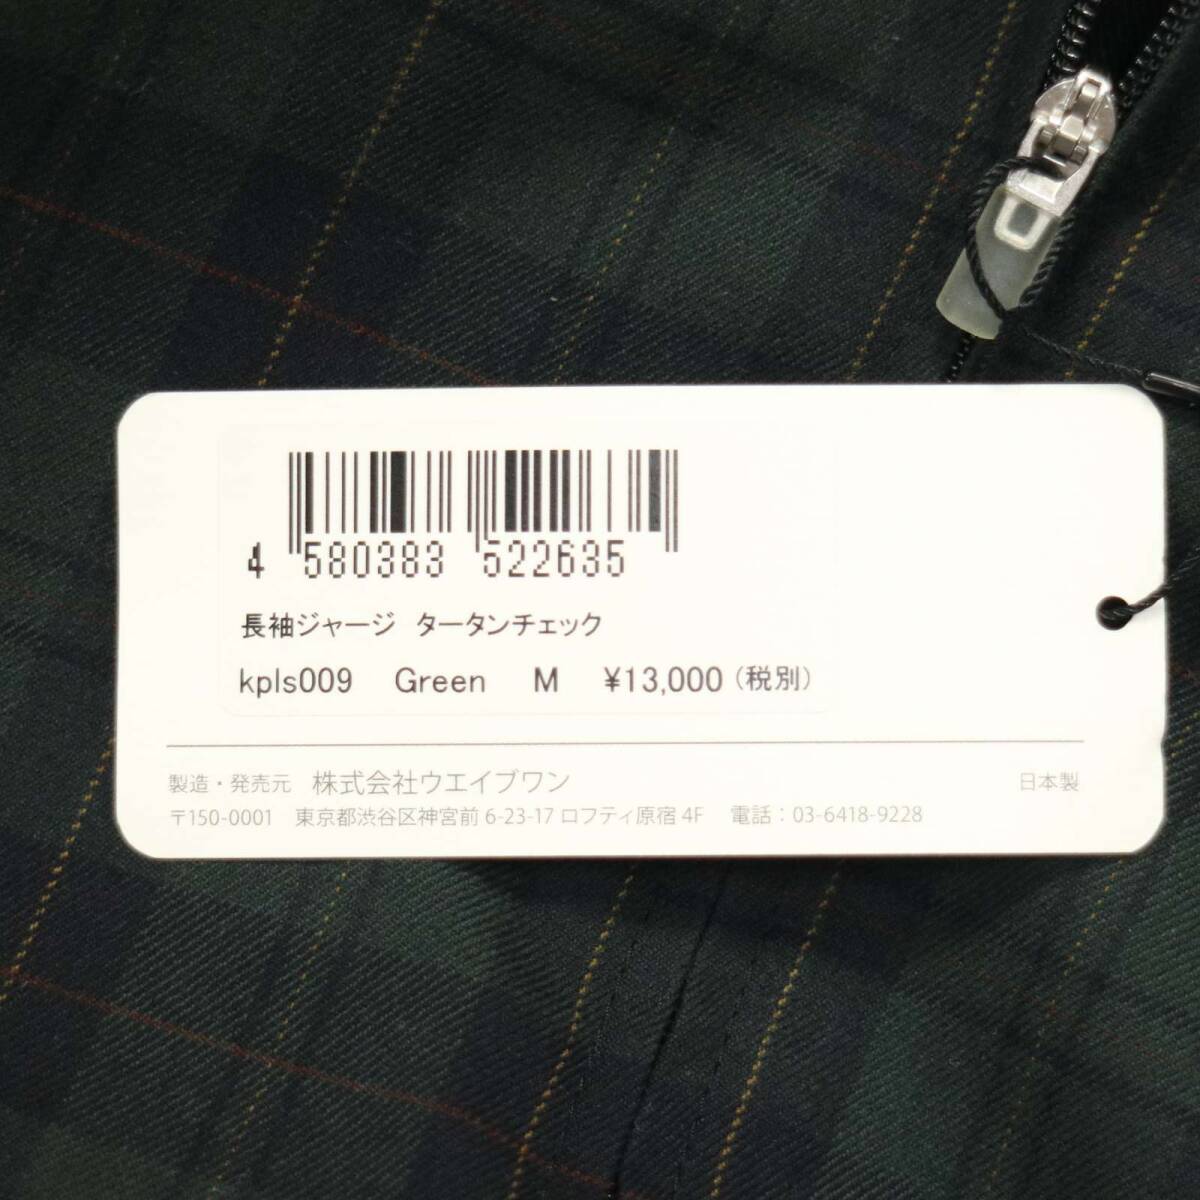 4 580383 522635
長袖ジャージ タータンチェック
kpls009 Green M ¥13,000 (税別)
製造・発売元 株式会社ウエイブワン 日本製
〒150-0001 東京都渋谷区神宮前 6-23-17 ロフティ原宿 4F 電話：03-6418-9228